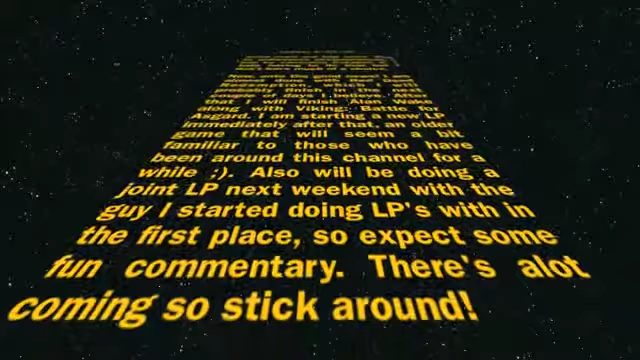 that I will finish Alan Wake
along with Viking: Battle for
Asgard. I am starting a new LP
immediately after that, an older
game that will seem a bit
familiar to those who have
been around this channel for a
while ;). Also will be doing a
joint LP next weekend with the
guy I started doing LP's with in
the first place, so expect some
fun commentary. There's alot
coming so stick around!